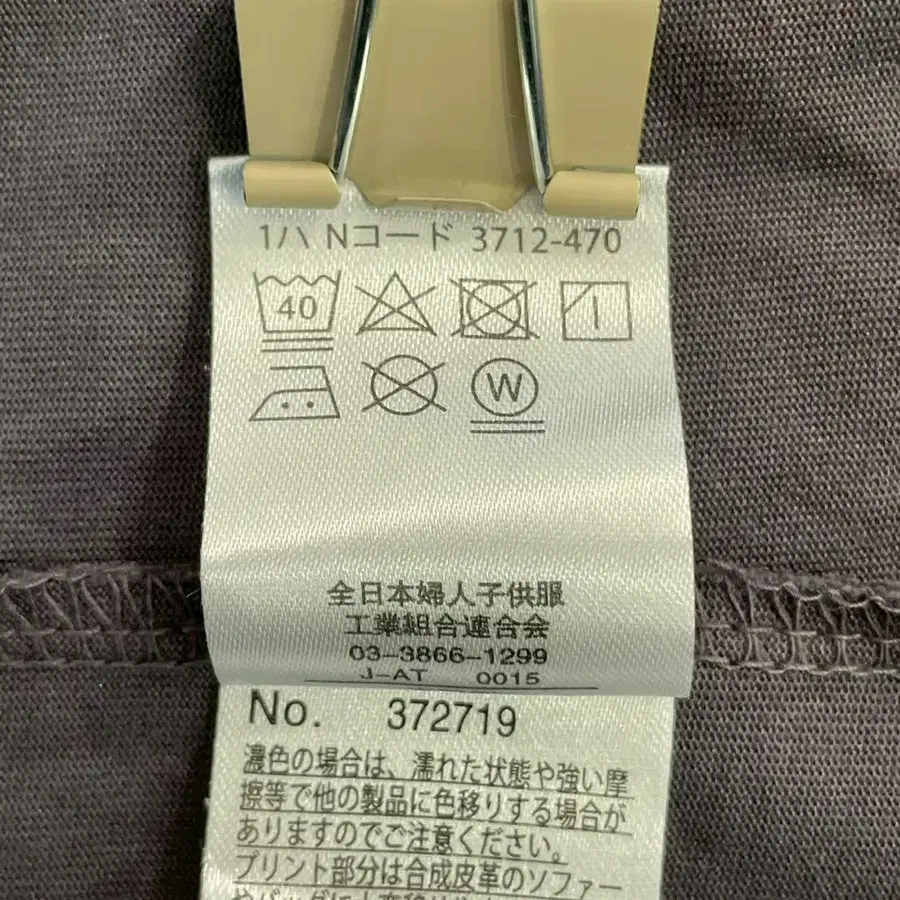 1ハ Nコード 3712-470
40
W
全日本婦人子供服
工業組合連合会
03-3866-1299
J-AT 0015
No. 372719
濃色の場合は、濡れた状態や強い摩
擦等で他の製品に色移りする場合が
ありますのでご注意ください。
プリント部分は合成皮革のソファー